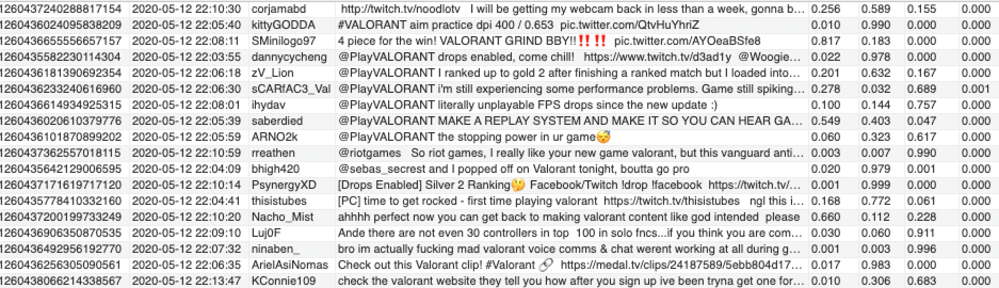 1260437240288817154 2020-05-12 22:10:30 corjamabd http://twitch.tv/noodlotv I will be getting my webcam back in less than a week, gonna b... 0.256 0.589 0.155 0.000
1260436024095838209 2020-05-12 22:05:40 kittyGODDA #VALORANT aim practice dpi 400 / 0.653 pic.twitter.com/QtvHuYhriZ 0.010 0.990 0.000 0.000
1260436655556657157 2020-05-12 22:08:11 SMinilogo97 4 piece for the win! VALORANT GRIND BBY!!‼️‼️ pic.twitter.com/AYOeaBSfe8 0.817 0.183 0.000 0.000
1260435582230114304 2020-05-12 22:03:55 dannycycheng @PlayVALORANT drops enabled, come chill! https://www.twitch.tv/d3ad1y @Woogie... 0.022 0.978 0.000 0.000
1260436181390692354 2020-05-12 22:06:18 zV_Lion @PlayVALORANT I ranked up to gold 2 after finishing a ranked match but I loaded into... 0.201 0.632 0.167 0.000
1260436233240616960 2020-05-12 22:06:30 sCARfAC3_Val @PlayVALORANT i'm still experiencing some performance problems. Game still spiking... 0.278 0.032 0.689 0.001
1260436614934925315 2020-05-12 22:08:01 ihydav @PlayVALORANT literally unplayable FPS drops since the new update :) 0.100 0.144 0.757 0.000
1260436020610379776 2020-05-12 22:05:39 saberdied @PlayVALORANT MAKE A REPLAY SYSTEM AND MAKE IT SO YOU CAN HEAR GA... 0.549 0.403 0.047 0.000
1260436101870899202 2020-05-12 22:05:59 ARNO2k @PlayVALORANT the stopping power in ur game😴 0.060 0.323 0.617 0.000
1260437362557018115 2020-05-12 22:10:59 rreathen @riotgames So riot games, I really like your new game valorant, but this vanguard anti... 0.003 0.007 0.990 0.000
1260435642129006595 2020-05-12 22:04:09 bhigh420 @sebas_secrest and I popped off on Valorant tonight, boutta go pro 0.020 0.979 0.001 0.000
1260437171619717120 2020-05-12 22:10:14 PsynergyXD [Drops Enabled] Silver 2 Ranking🤔 Facebook/Twitch !drop !facebook https://twitch.tv/... 0.001 0.999 0.000 0.000
1260435778410332160 2020-05-12 22:04:41 thisistubes [PC] time to get rocked - first time playing valorant https://twitch.tv/thisistubes ngl this i... 0.168 0.772 0.061 0.000
1260437200199733249 2020-05-12 22:10:20 Nacho_Mist ahhhh perfect now you can get back to making valorant content like god intended please 0.660 0.112 0.228 0.000
1260436906350870535 2020-05-12 22:09:10 Luj0F Ande there are not even 30 controllers in top 100 in solo fncs...if you think you are com... 0.030 0.060 0.911 0.000
1260436492956192770 2020-05-12 22:07:32 ninaben_ bro im actually fucking mad valorant voice comms & chat werent working at all during g... 0.001 0.003 0.996 0.000
1260436256305090561 2020-05-12 22:06:35 ArielAsiNomas Check out this Valorant clip! #Valorant 🔗 https://medal.tv/clips/24187589/5ebb804d17... 0.017 0.983 0.000 0.000
1260438066214338567 2020-05-12 22:13:47 KConnie109 check the valorant website they tell you how after you sign up ive been tryna get one for... 0.010 0.306 0.683 0.000